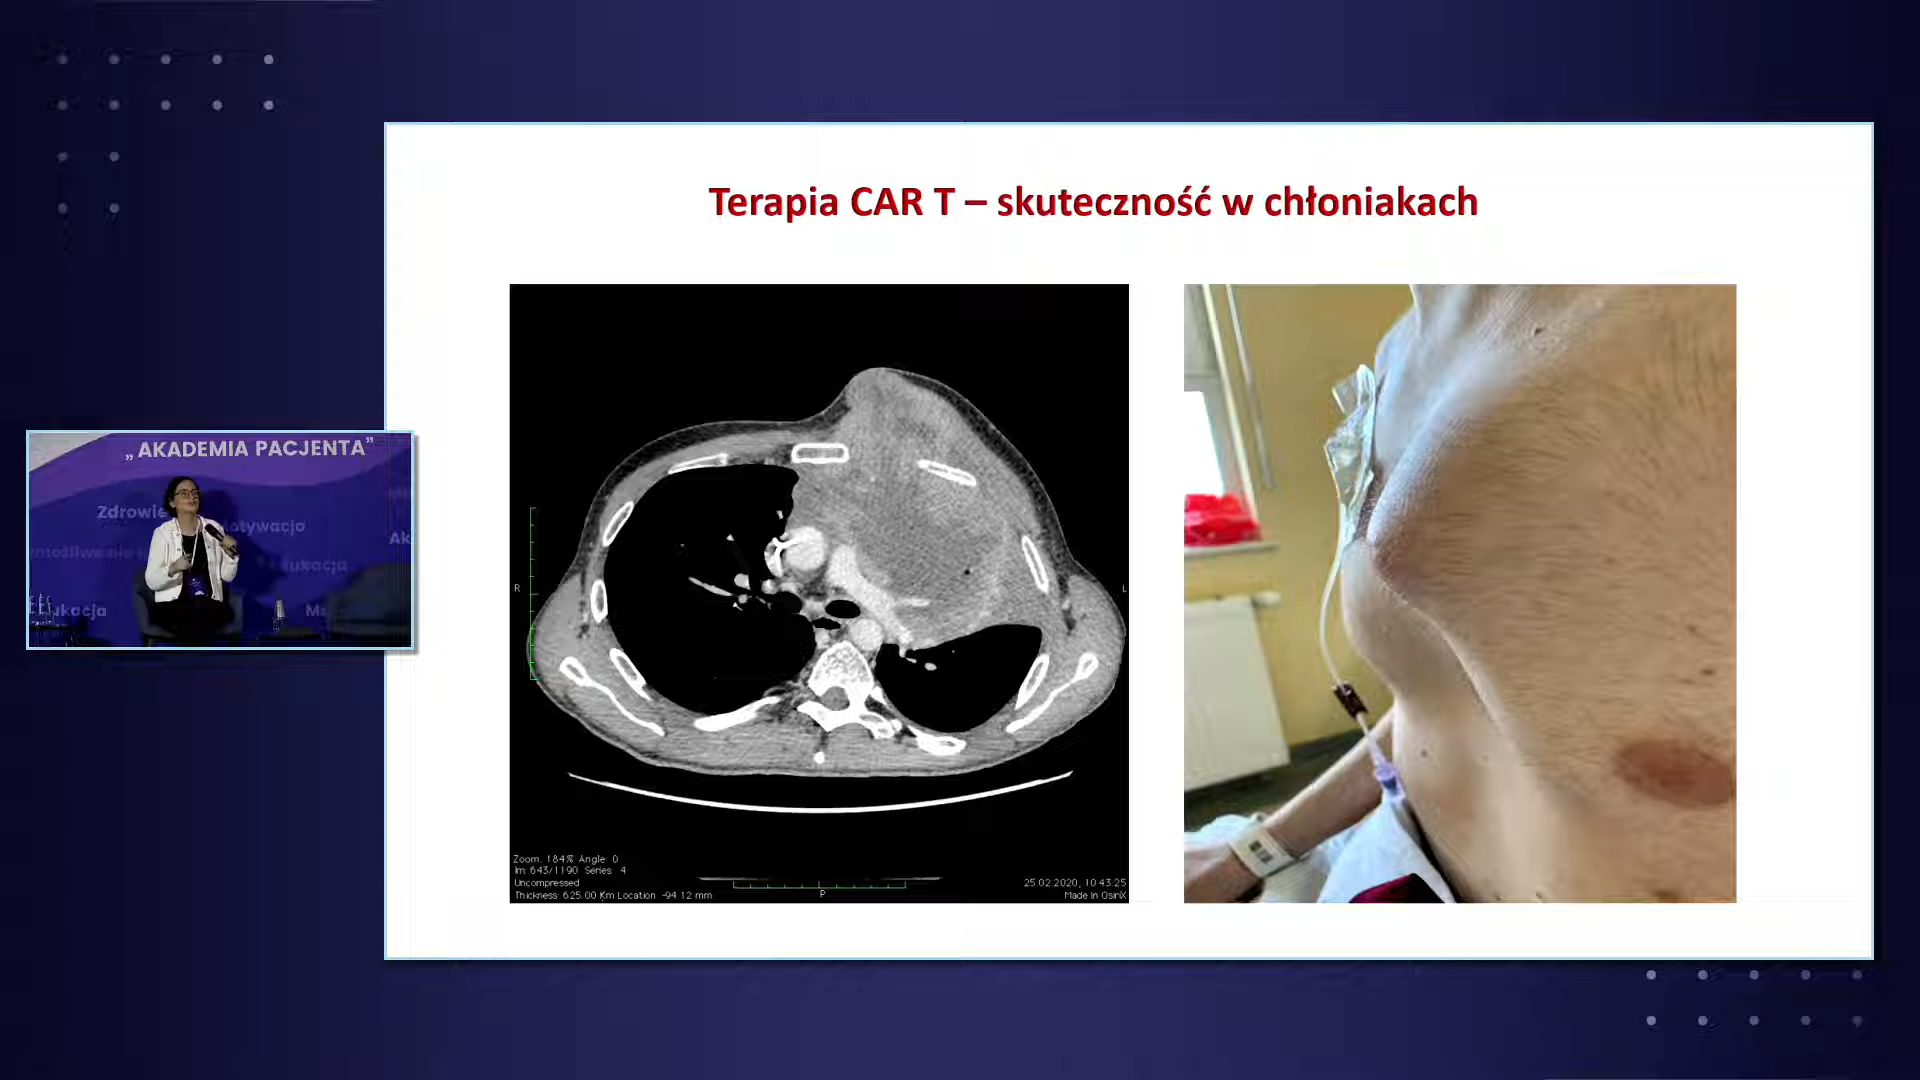 Terapia CAR T – skuteczność w chłoniakach
„AKADEMIA PACJENTA”
Zdrowie
Motywacja
Edukacja
R
L
Zoom: 184% Angle: 0
Im: 643/1190 Series: 4
Uncompressed
Thickness: 625.00 Km Location: -94.12 mm
P
25.02.2020, 10:43:25
Made In OsiriX